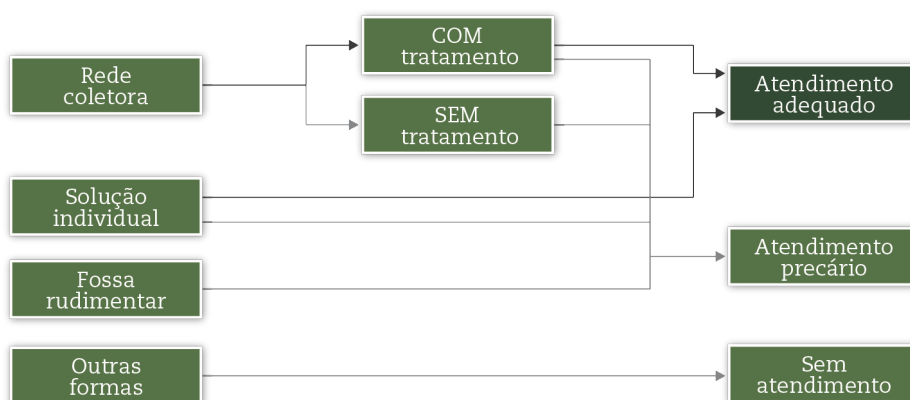 Rede
coletora
COM
tratamento
SEM
tratamento
Atendimento
adequado
Solução
individual
Atendimento
precário
Fossa
rudimentar
Outras
formas
Sem
atendimento